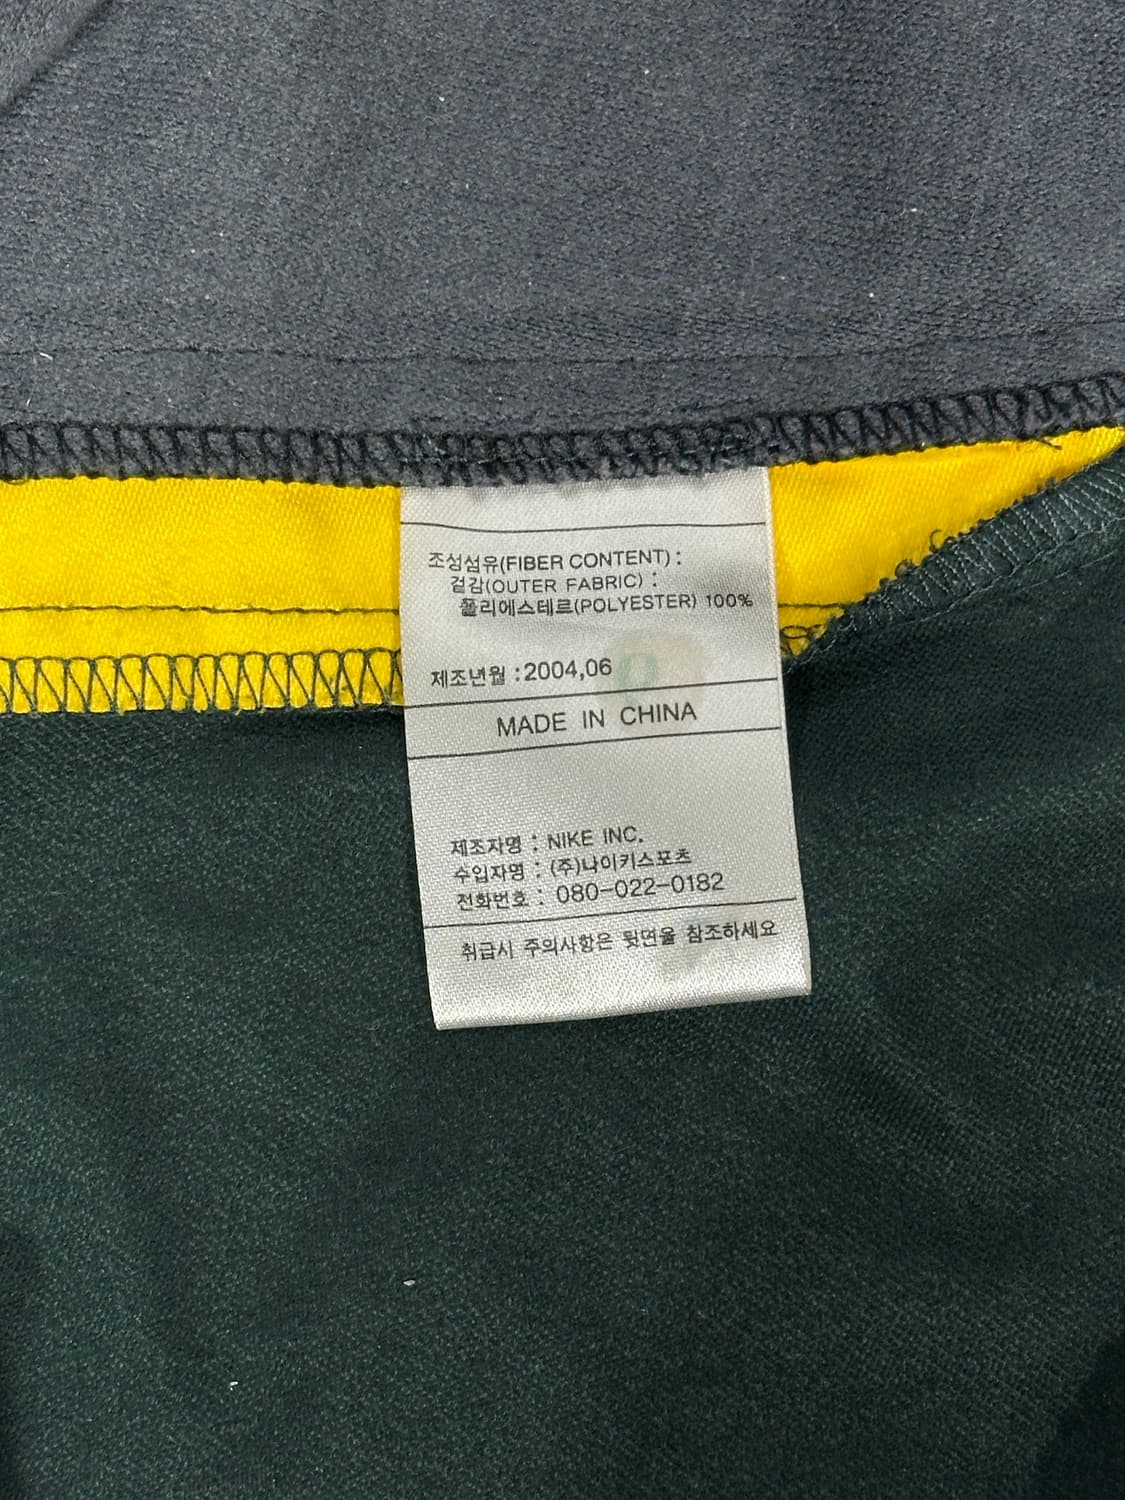 조성섬유(FIBER CONTENT) :
겉감(OUTER FABRIC) :
폴리에스테르(POLYESTER) 100%
제조년월 : 2004,06
MADE IN CHINA
제조자명 : NIKE INC.
수입자명 : (주)나이키스포츠
전화번호 : 080-022-0182
취급시 주의사항은 뒷면을 참조하세요